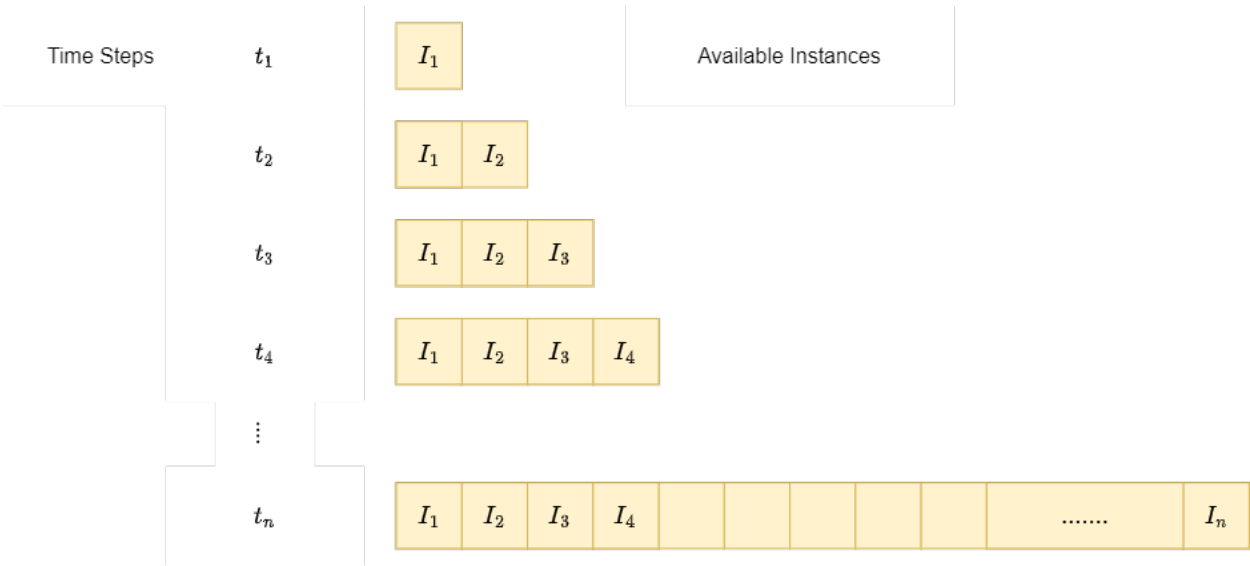 Time Steps t₁ I₁ Available Instances
t₂ I₁ I₂
t₃ I₁ I₂ I₃
t₄ I₁ I₂ I₃ I₄
⁞
tₙ I₁ I₂ I₃ I₄ ....... Iₙ